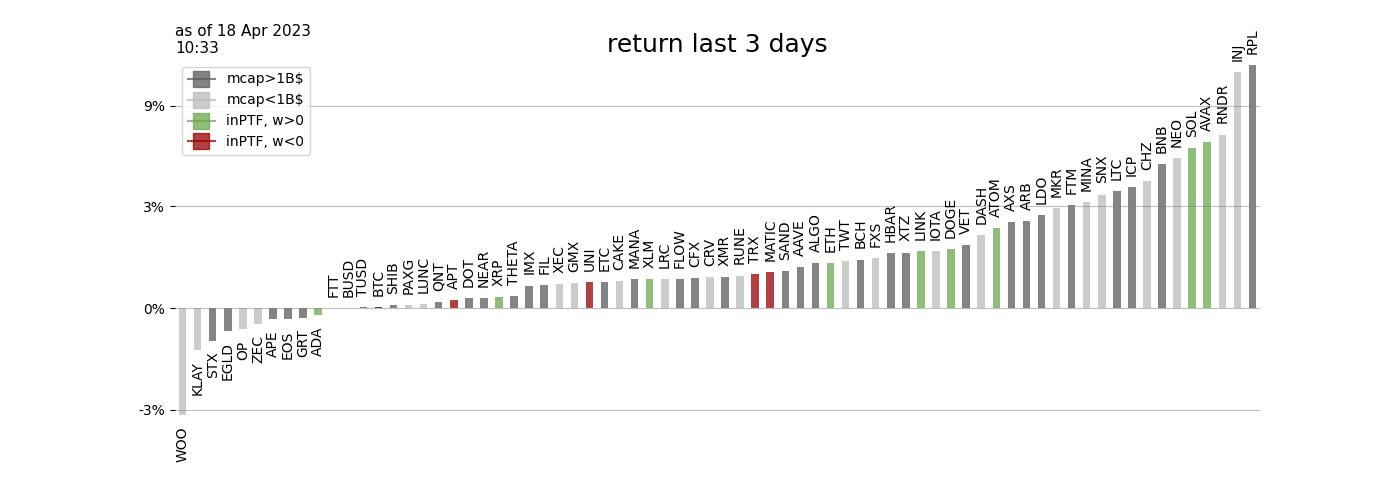 as of 18 Apr 2023
10:33
return last 3 days
mcap>1B$
mcap<1B$
inPTF, w>0
inPTF, w<0
9%
3%
0%
-3%
WOO
KLAY
STX
EGLD
OP
ZEC
APE
EOS
GRT
ADA
FTT
BUSD
TUSD
BTC
SHIB
PAXG
LUNC
QNT
APT
DOT
NEAR
XRP
THETA
IMX
FIL
XEC
GMX
UNI
ETC
CAKE
MANA
XLM
LRC
FLOW
CFX
CRV
XMR
RUNE
TRX
MATIC
SAND
AAVE
ALGO
ETH
TWT
BCH
FXS
HBAR
XTZ
LINK
IOTA
DOGE
VET
DASH
ATOM
AXS
ARB
LDO
MKR
FTM
MINA
SNX
LTC
ICP
CHZ
BNB
NEO
SOL
AVAX
RNDR
INJ
RPL